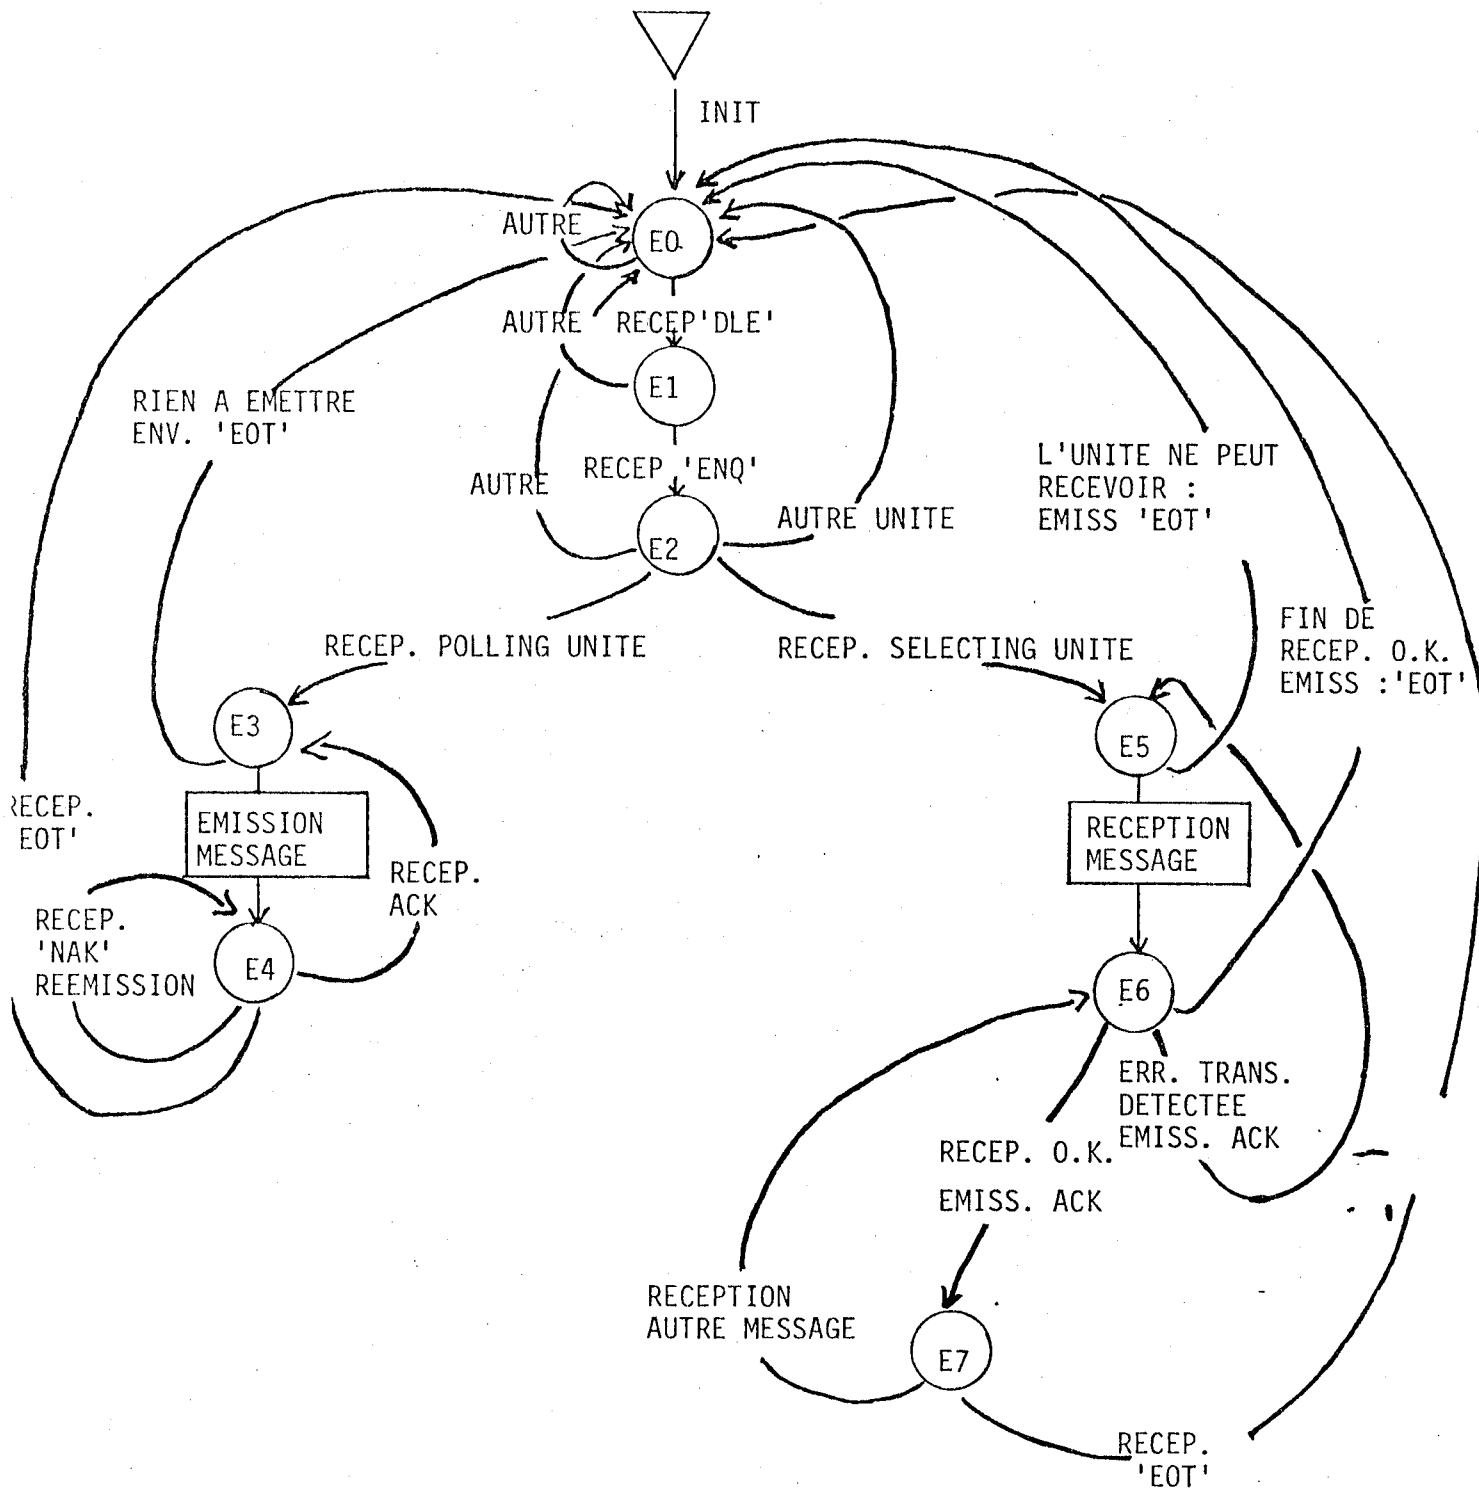 INIT
AUTRE
E0
AUTRE
RECEP'DLE'
E1
RIEN A EMETTRE
ENV. 'EOT'
RECEP 'ENQ'
AUTRE
E2
AUTRE UNITE
L'UNITE NE PEUT
RECEVOIR :
EMISS 'EOT'
FIN DE
RECEP. O.K.
EMISS :'EOT'
RECEP. POLLING UNITE
RECEP. SELECTING UNITE
E3
E5
RECEP.
EOT'
EMISSION
MESSAGE
RECEPTION
MESSAGE
RECEP.
ACK
RECEP.
'NAK'
REEMISSION
E4
E6
ERR. TRANS.
DETECTEE
EMISS. ACK
RECEP. O.K.
EMISS. ACK
RECEPTION
AUTRE MESSAGE
E7
RECEP.
'EOT'